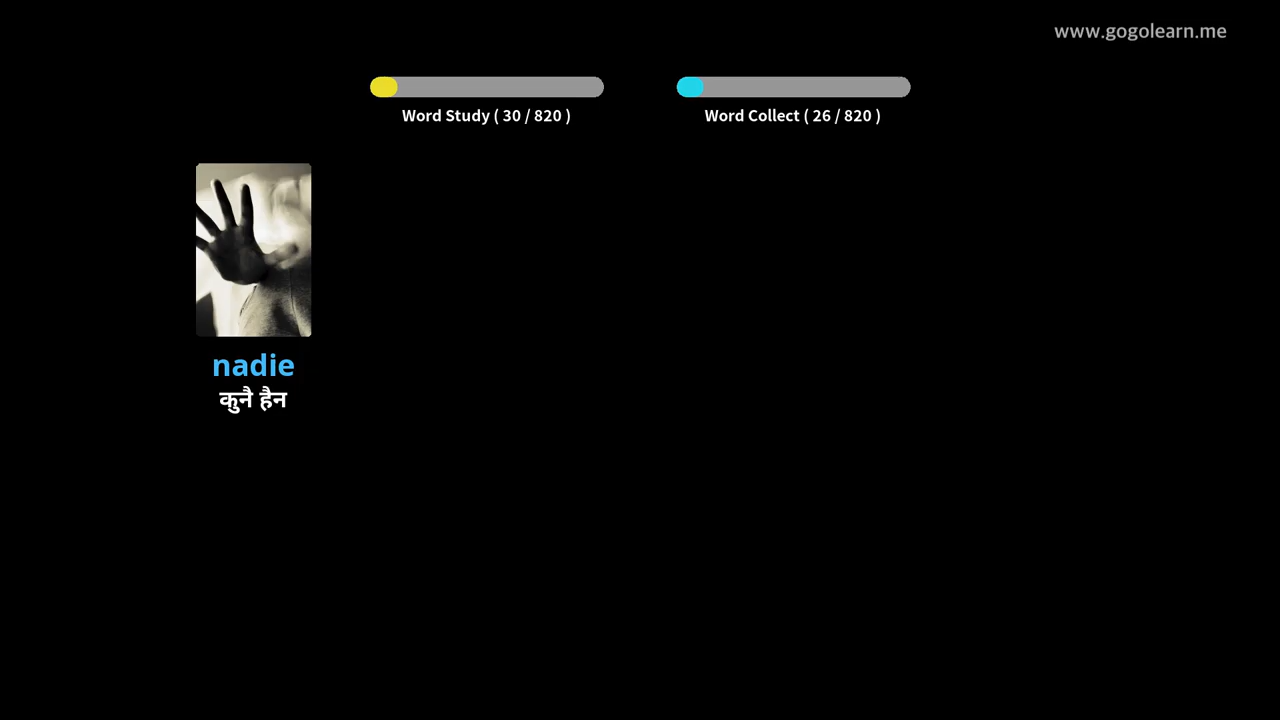 www.gogolearn.me
Word Study ( 30 / 820 )
Word Collect ( 26 / 820 )
nadie
कुनै हैन